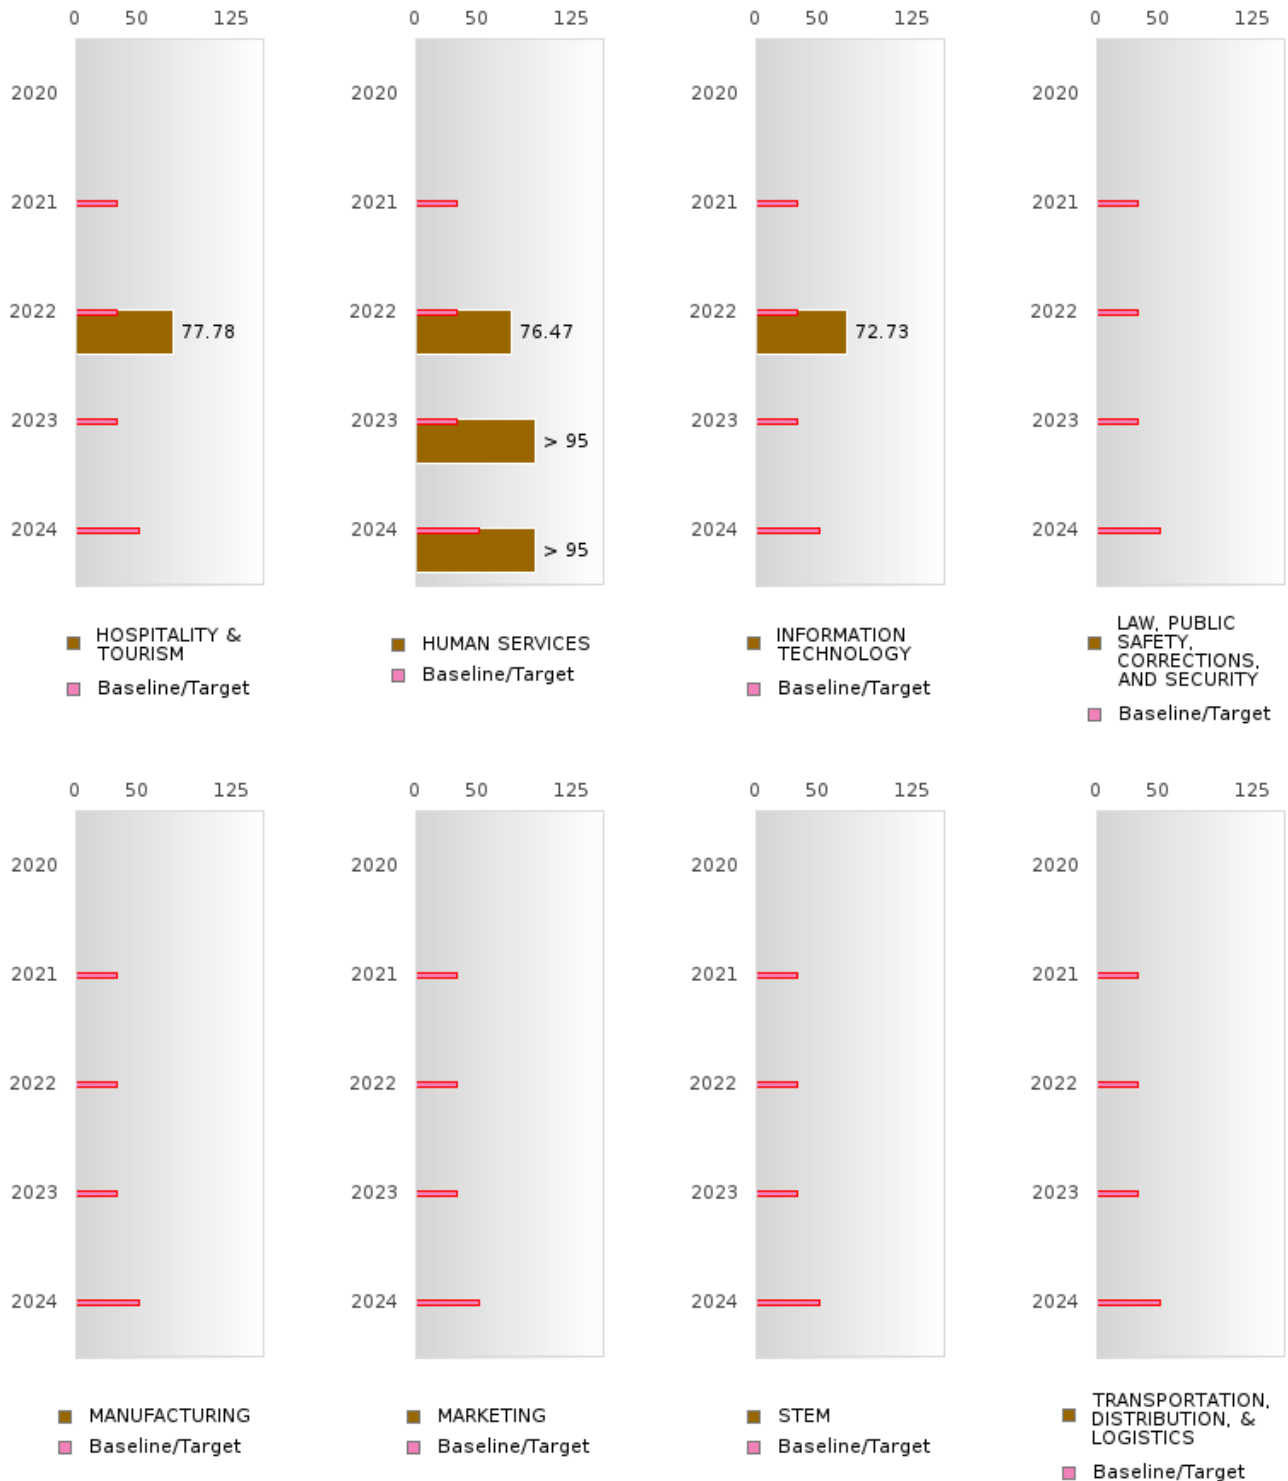 0 50 125
2020
2021
2022
77.78
2023
2024
HOSPITALITY &
TOURISM
Baseline/Target
0 50 125
2020
2021
2022
76.47
2023
> 95
2024
> 95
HUMAN SERVICES
Baseline/Target
0 50 125
2020
2021
2022
72.73
2023
2024
INFORMATION
TECHNOLOGY
Baseline/Target
0 50 125
2020
2021
2022
2023
2024
LAW, PUBLIC
SAFETY,
CORRECTIONS,
AND SECURITY
Baseline/Target
0 50 125
2020
2021
2022
2023
2024
MANUFACTURING
Baseline/Target
0 50 125
2020
2021
2022
2023
2024
MARKETING
Baseline/Target
0 50 125
2020
2021
2022
2023
2024
STEM
Baseline/Target
0 50 125
2020
2021
2022
2023
2024
TRANSPORTATION,
DISTRIBUTION, &
LOGISTICS
Baseline/Target